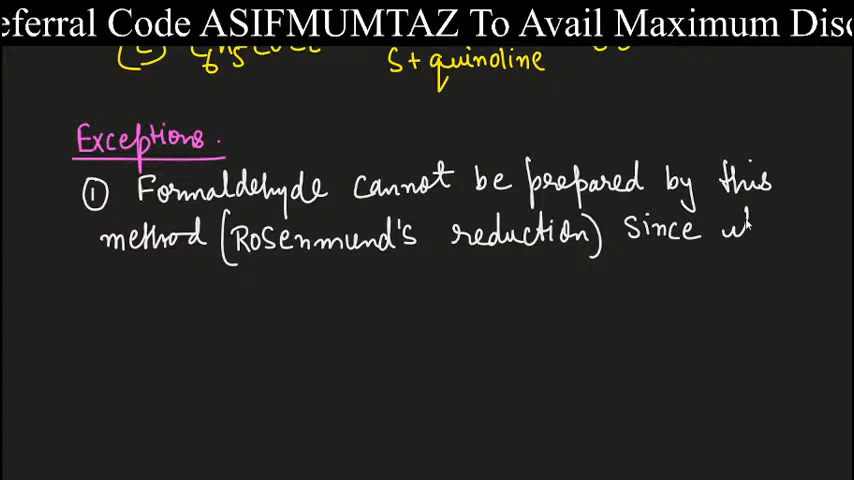 eferral Code ASIFMUMTAZ To Avail Maximum Disc
S + quinoline
Exceptions.
① Formaldehyde cannot be prepared by this
method (Rosenmund's reduction) since